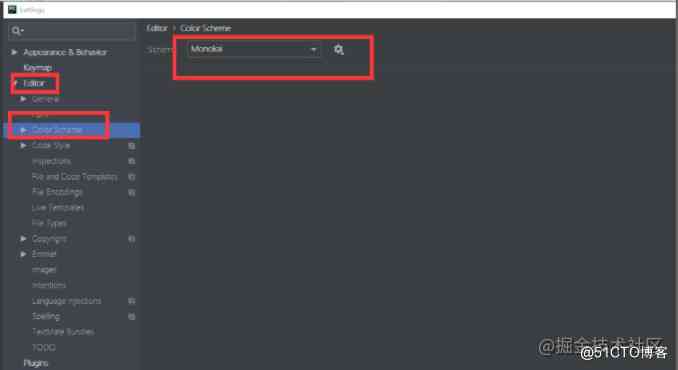 Settings
Editor › Color Scheme
Scheme
Monokai
Appearance & Behavior
Keymap
Editor
General
Font
Color Scheme
Code Style
Inspections
File and Code Templates
File Encodings
Live Templates
File Types
Copyright
Emmet
Images
Intentions
Language Injections
Spelling
TextMate Bundles
TODO
Plugins
@掘金技术社区
@51CTO博客